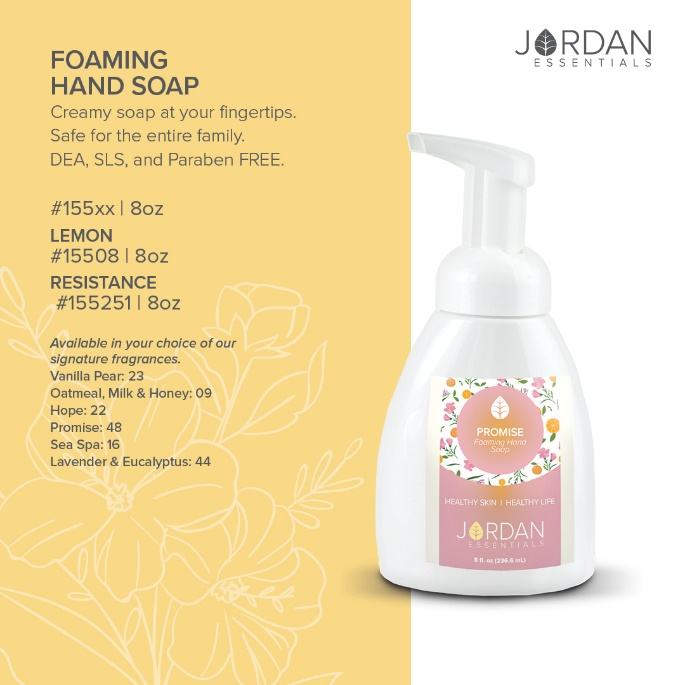 FOAMING
HAND SOAP
Creamy soap at your fingertips.
Safe for the entire family.
DEA, SLS, and Paraben FREE.
#155xx | 8oz
LEMON
#15508 | 8oz
RESISTANCE
#155251 | 8oz
Available in your choice of our
signature fragrances.
Vanilla Pear: 23
Oatmeal, Milk & Honey: 09
Hope: 22
Promise: 48
Sea Spa: 16
Lavender & Eucalyptus: 44
JORDAN
ESSENTIALS
PROMISE
Foaming Hand
Soap
HEALTHY SKIN | HEALTHY LIFE
JORDAN
ESSENTIALS
8 fl. oz (236.6 mL)